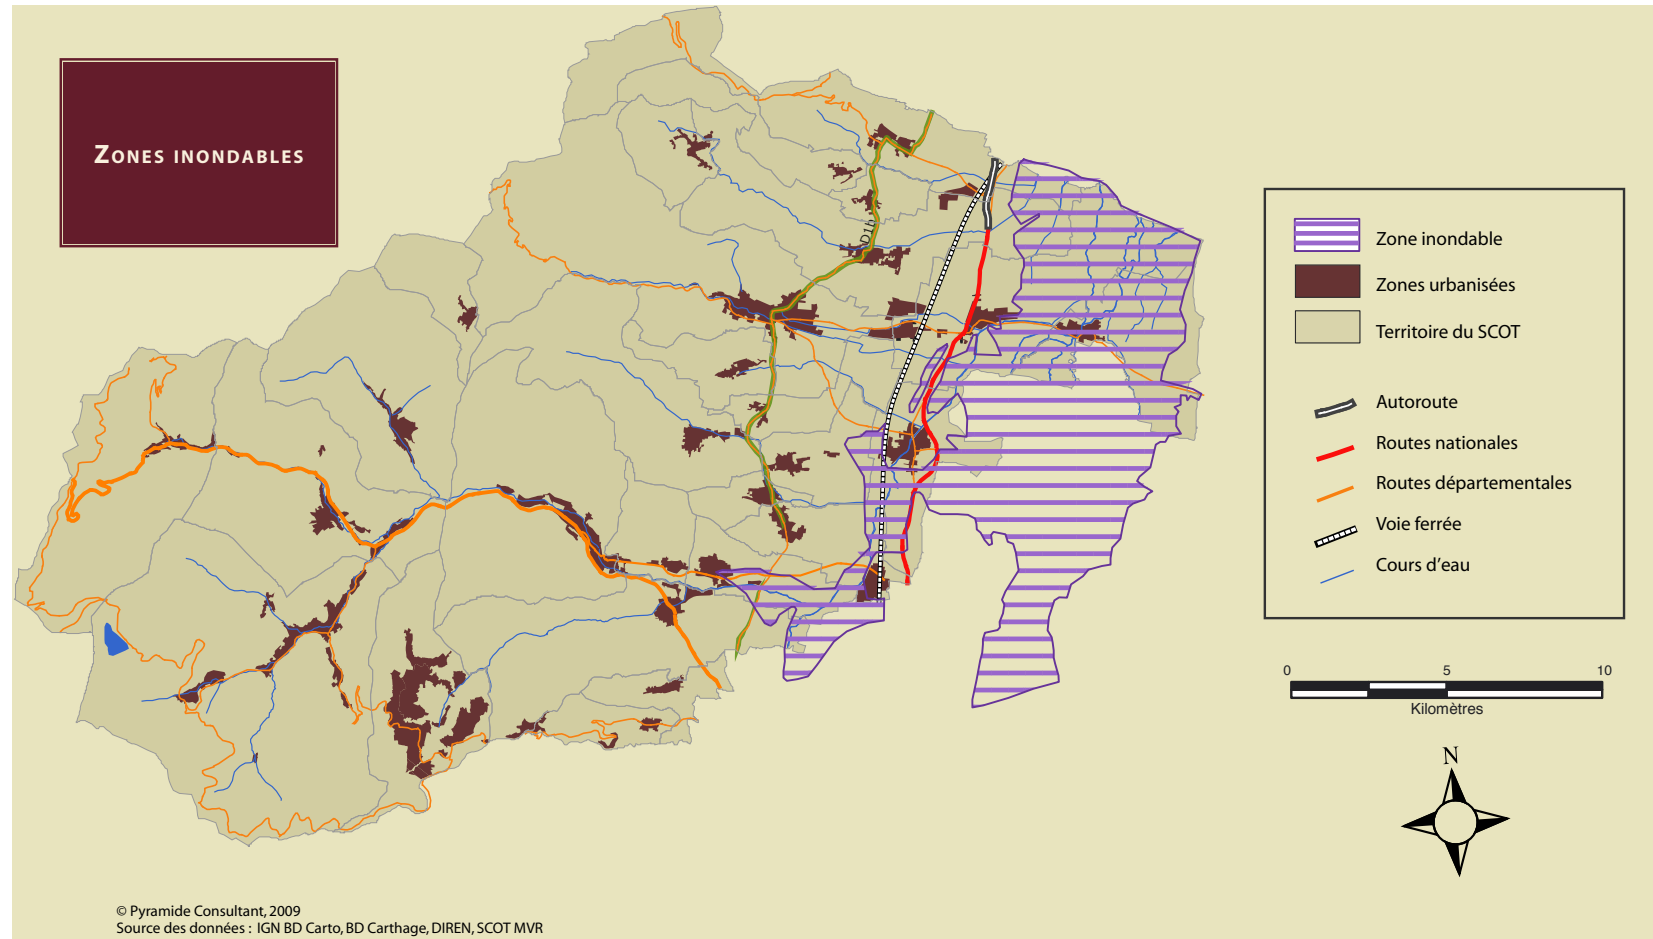 ZONES INONDABLES
D1b
Zone inondable
Zones urbanisées
Territoire du SCOT
Autoroute
Routes nationales
Routes départementales
Voie ferrée
Cours d'eau
0 5 10
Kilomètres
N
© Pyramide Consultant, 2009
Source des données : IGN BD Carto, BD Carthage, DIREN, SCOT MVR